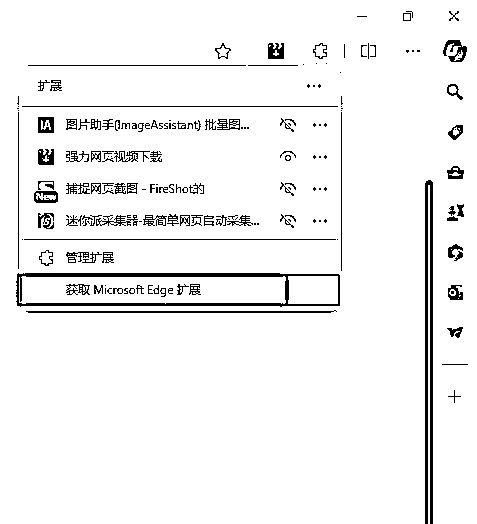 扩展
IA 图片助手(ImageAssistant) 批量图...
强力网页视频下载
New 捕捉网页截图 - FireShot的
迷你派采集器-最简单网页自动采集...
管理扩展
获取 Microsoft Edge 扩展